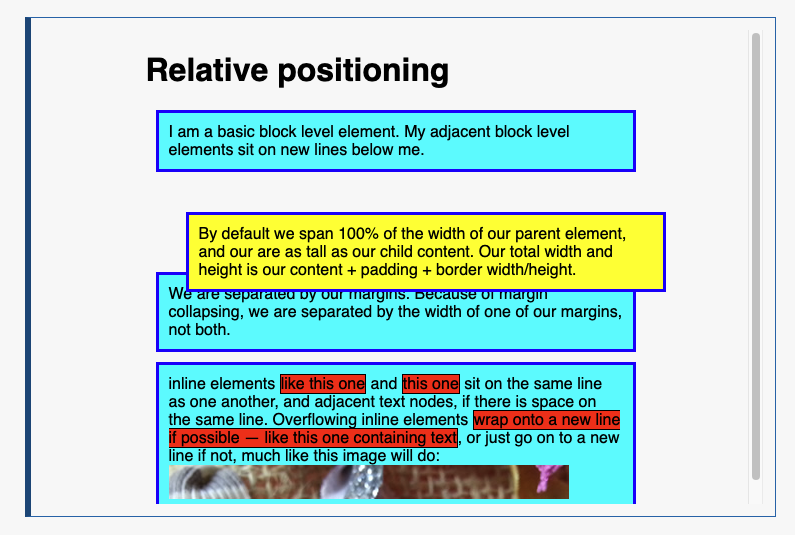 Relative positioning
I am a basic block level element. My adjacent block level
elements sit on new lines below me.
By default we span 100% of the width of our parent element,
and our are as tall as our child content. Our total width and
height is our content + padding + border width/height.
We are separated by our margins. Because of margin
collapsing, we are separated by the width of one of our margins,
not both.
inline elements like this one and this one sit on the same line
as one another, and adjacent text nodes, if there is space on
the same line. Overflowing inline elements wrap onto a new line
if possible — like this one containing text, or just go on to a new
line if not, much like this image will do: